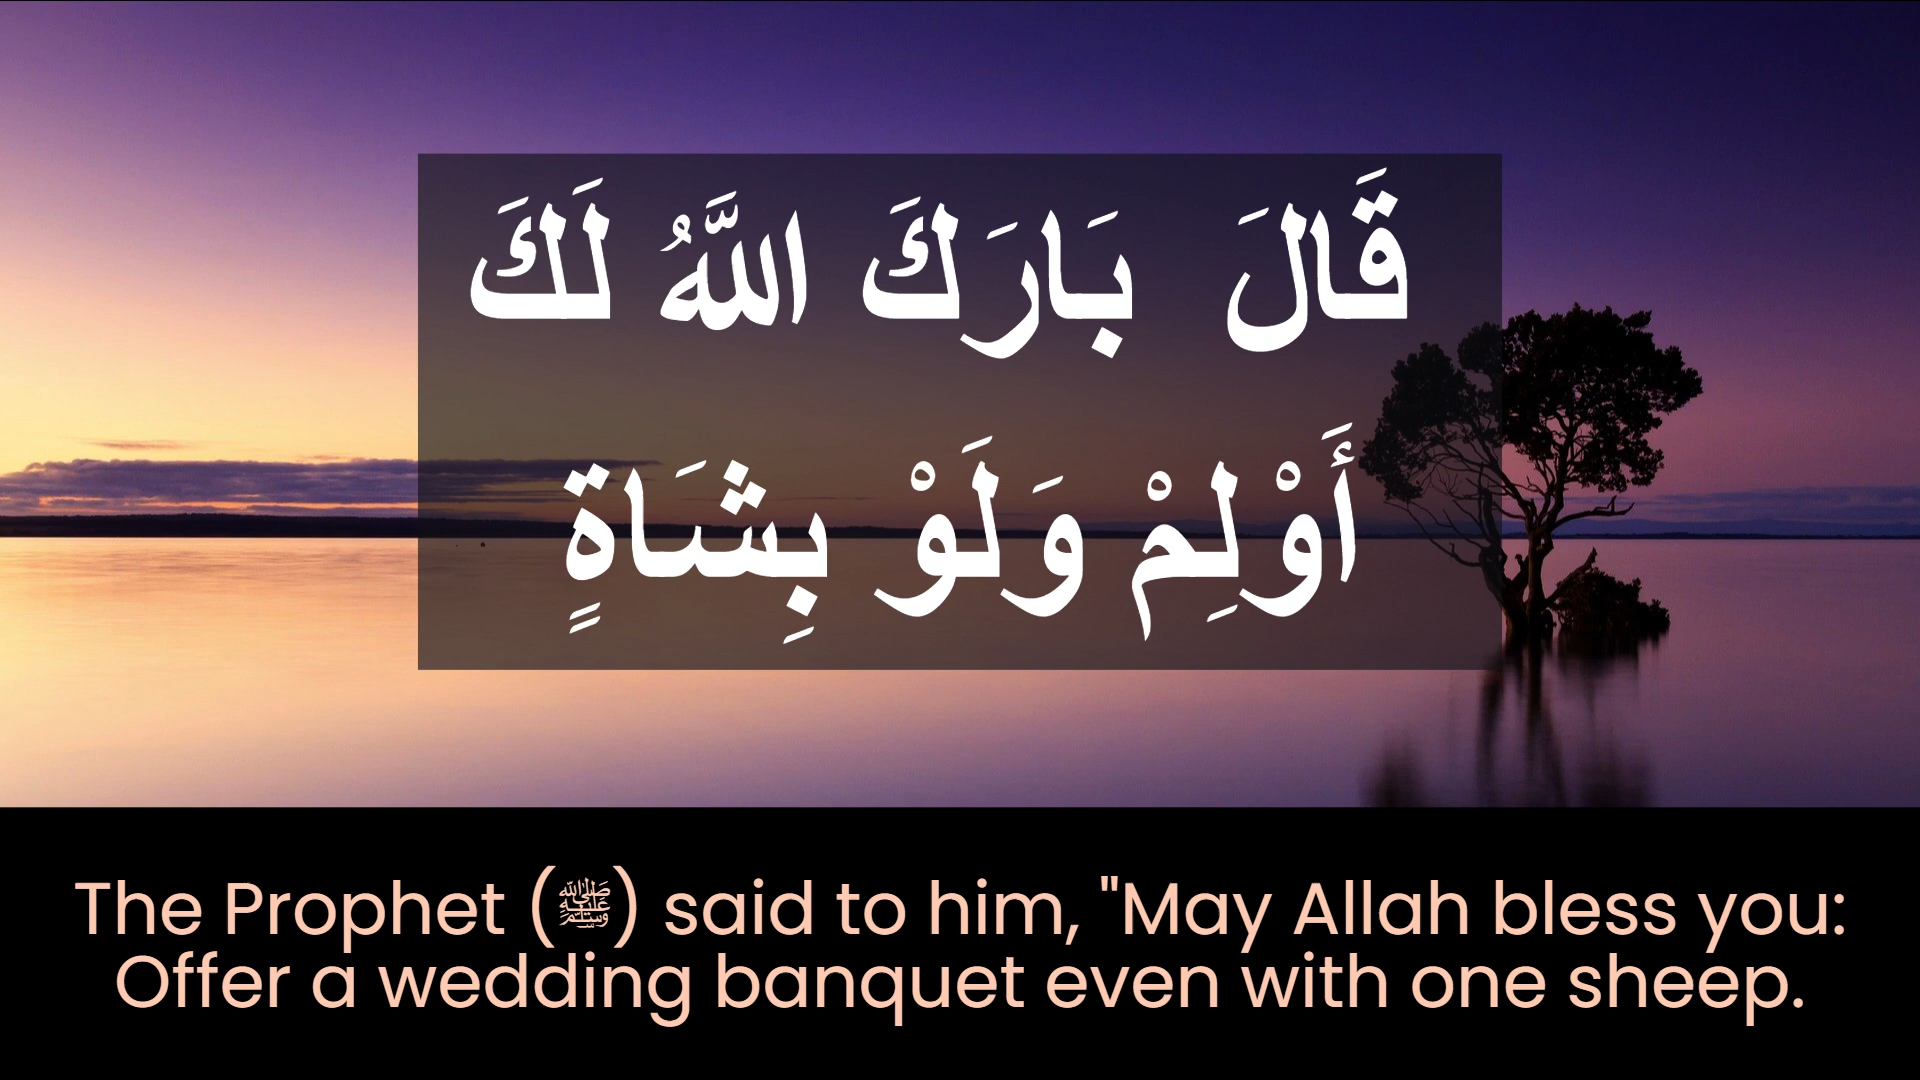 قَالَ بَارَكَ اللَّهُ لَكَ
أَوْلِمْ وَلَوْ بِشَاةٍ
The Prophet (ﷺ) said to him, "May Allah bless you:
Offer a wedding banquet even with one sheep.